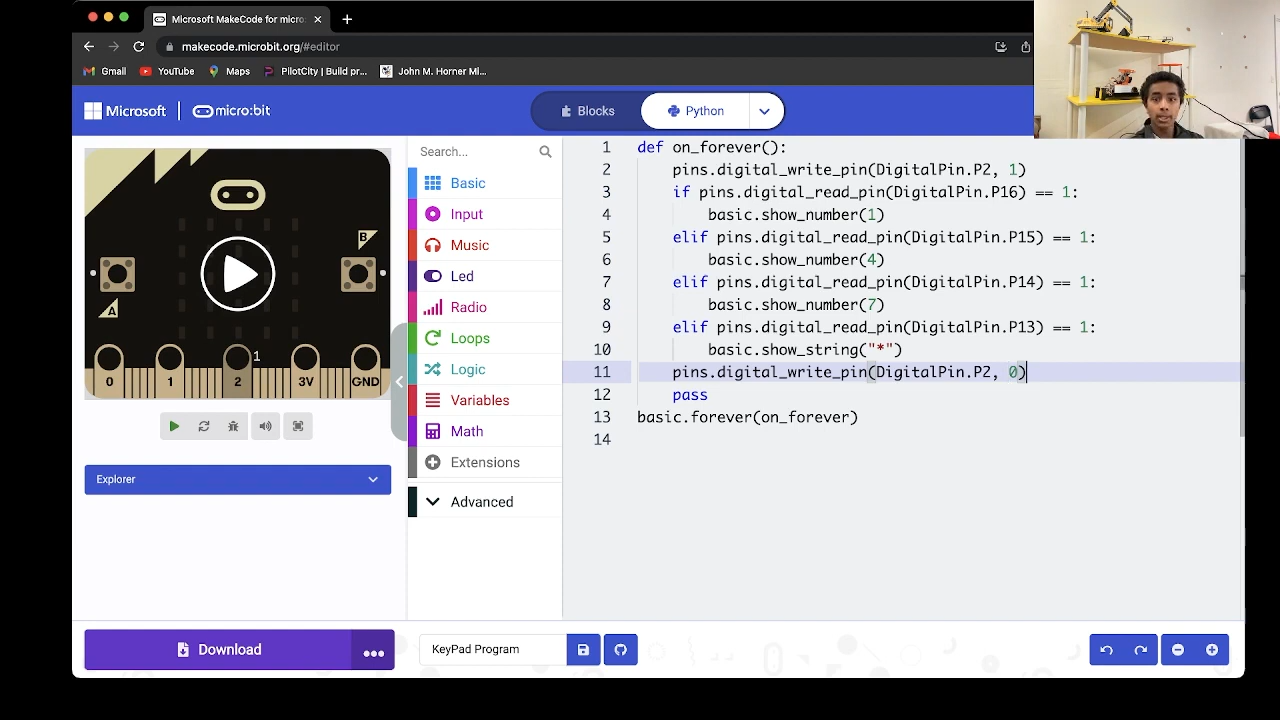 Microsoft MakeCode for micro
makecode.microbit.org/#editor
Gmail
YouTube
Maps
PilotCity | Build pr...
John M. Horner Mi...
Microsoft
micro:bit
Blocks
Python
A
B
1
0
1
2
3V
GND
Explorer
Search...
Basic
Input
Music
Led
Radio
Loops
Logic
Variables
Math
Extensions
Advanced
1 def on_forever():
2 pins.digital_write_pin(DigitalPin.P2, 1)
3 if pins.digital_read_pin(DigitalPin.P16) == 1:
4 basic.show_number(1)
5 elif pins.digital_read_pin(DigitalPin.P15) == 1:
6 basic.show_number(4)
7 elif pins.digital_read_pin(DigitalPin.P14) == 1:
8 basic.show_number(7)
9 elif pins.digital_read_pin(DigitalPin.P13) == 1:
10 basic.show_string("*")
11 pins.digital_write_pin(DigitalPin.P2, 0)
12 pass
13 basic.forever(on_forever)
14
Download
KeyPad Program